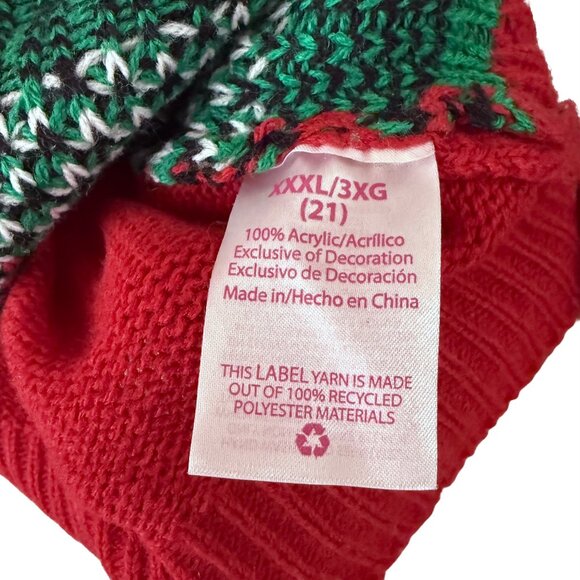 XXXL/3XG
(21)
100% Acrylic/Acrílico
Exclusive of Decoration
Exclusivo de Decoración
Made in/Hecho en China
THIS LABEL YARN IS MADE
OUT OF 100% RECYCLED
POLYESTER MATERIALS